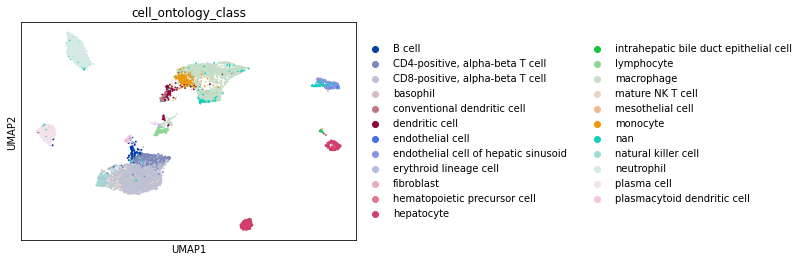 cell_ontology_class
UMAP2
UMAP1
B cell
CD4-positive, alpha-beta T cell
CD8-positive, alpha-beta T cell
basophil
conventional dendritic cell
dendritic cell
endothelial cell
endothelial cell of hepatic sinusoid
erythroid lineage cell
fibroblast
hematopoietic precursor cell
hepatocyte
intrahepatic bile duct epithelial cell
lymphocyte
macrophage
mature NK T cell
mesothelial cell
monocyte
nan
natural killer cell
neutrophil
plasma cell
plasmacytoid dendritic cell